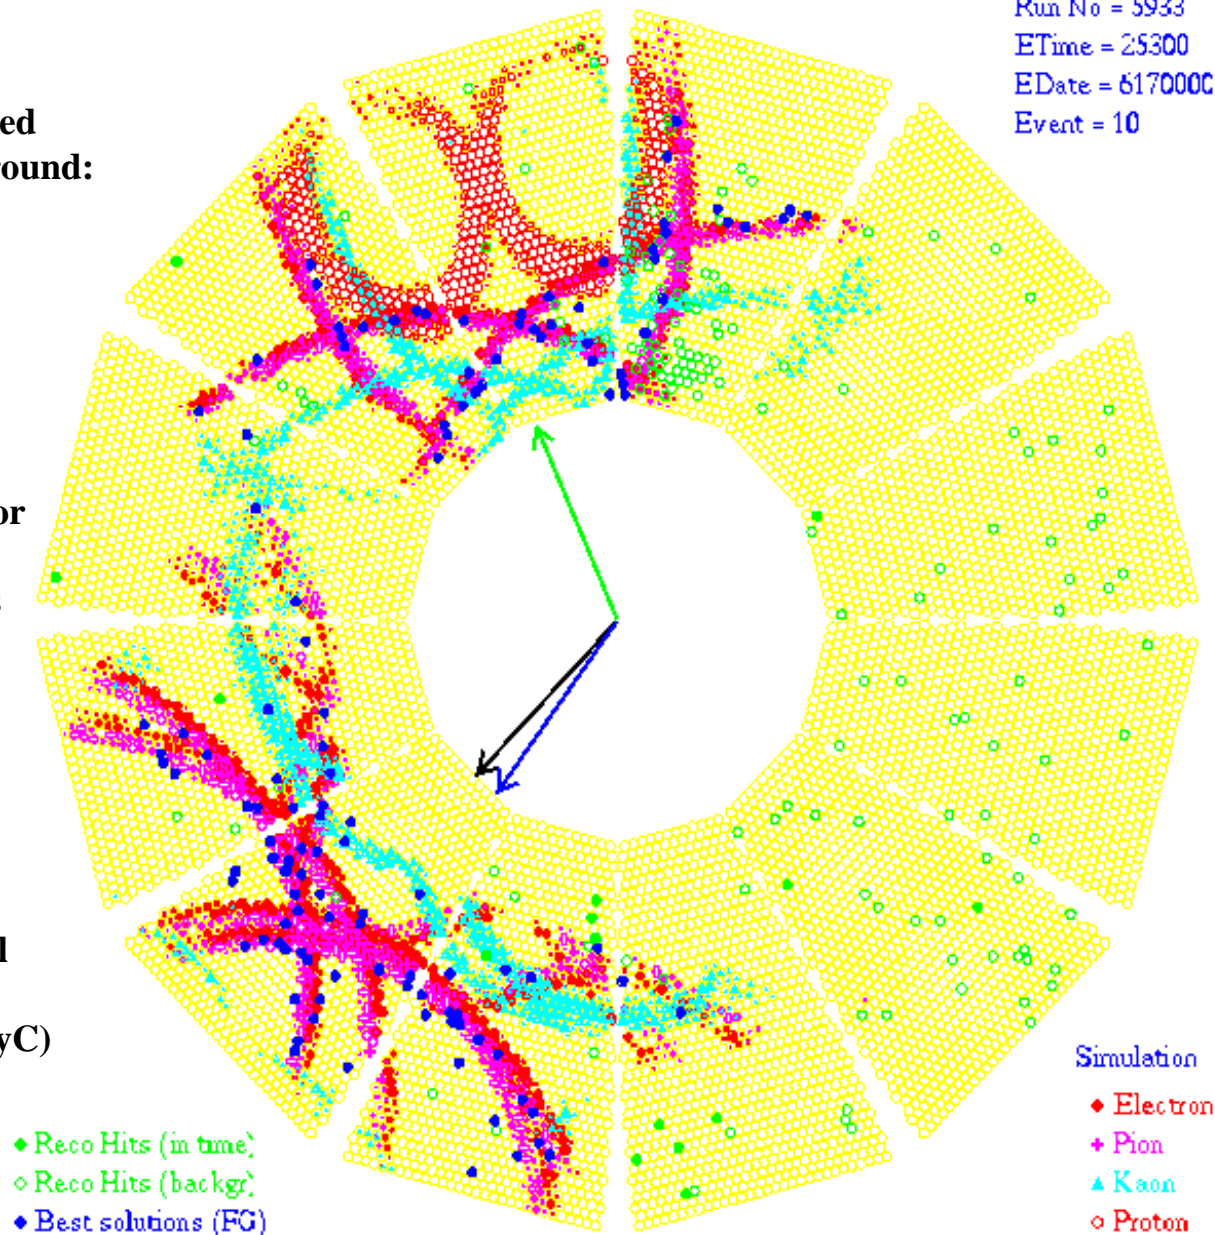 Run No = 5933
ETime = 25300
EDate = 6170000
Event = 10
ed
round:
or
s
l
yC)
Simulation
Electron
Pion
Kaon
Proton
Reco Hits (in time)
Reco Hits (backgr)
Best solutions (FG)